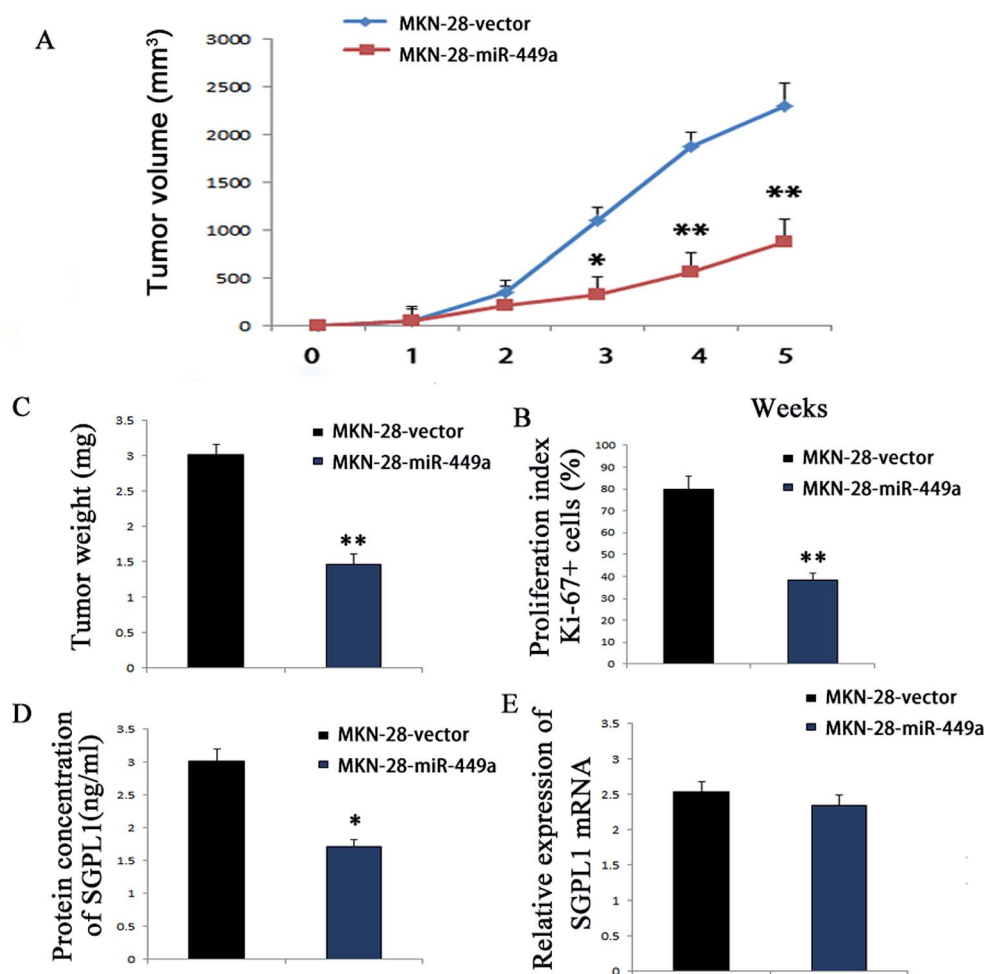 A
MKN-28-vector
MKN-28-miR-449a
Tumor volume (mm³)
3000
2500
2000
1500
1000
500
0
*
**
**
0 1 2 3 4 5
Weeks
C
Tumor weight (mg)
3.5
3
2.5
2
1.5
1
0.5
0
MKN-28-vector
MKN-28-miR-449a
**
B
Proliferation index
Ki-67+ cells (%)
100
90
80
70
60
50
40
30
20
10
0
MKN-28-vector
MKN-28-miR-449a
**
D
Protein concentration
of SGPL1(ng/ml)
3.5
3
2.5
2
1.5
1
0.5
0
MKN-28-vector
MKN-28-miR-449a
*
E
Relative expression of
SGPL1 mRNA
3.5
3
2.5
2
1.5
1
0.5
0
MKN-28-vector
MKN-28-miR-449a